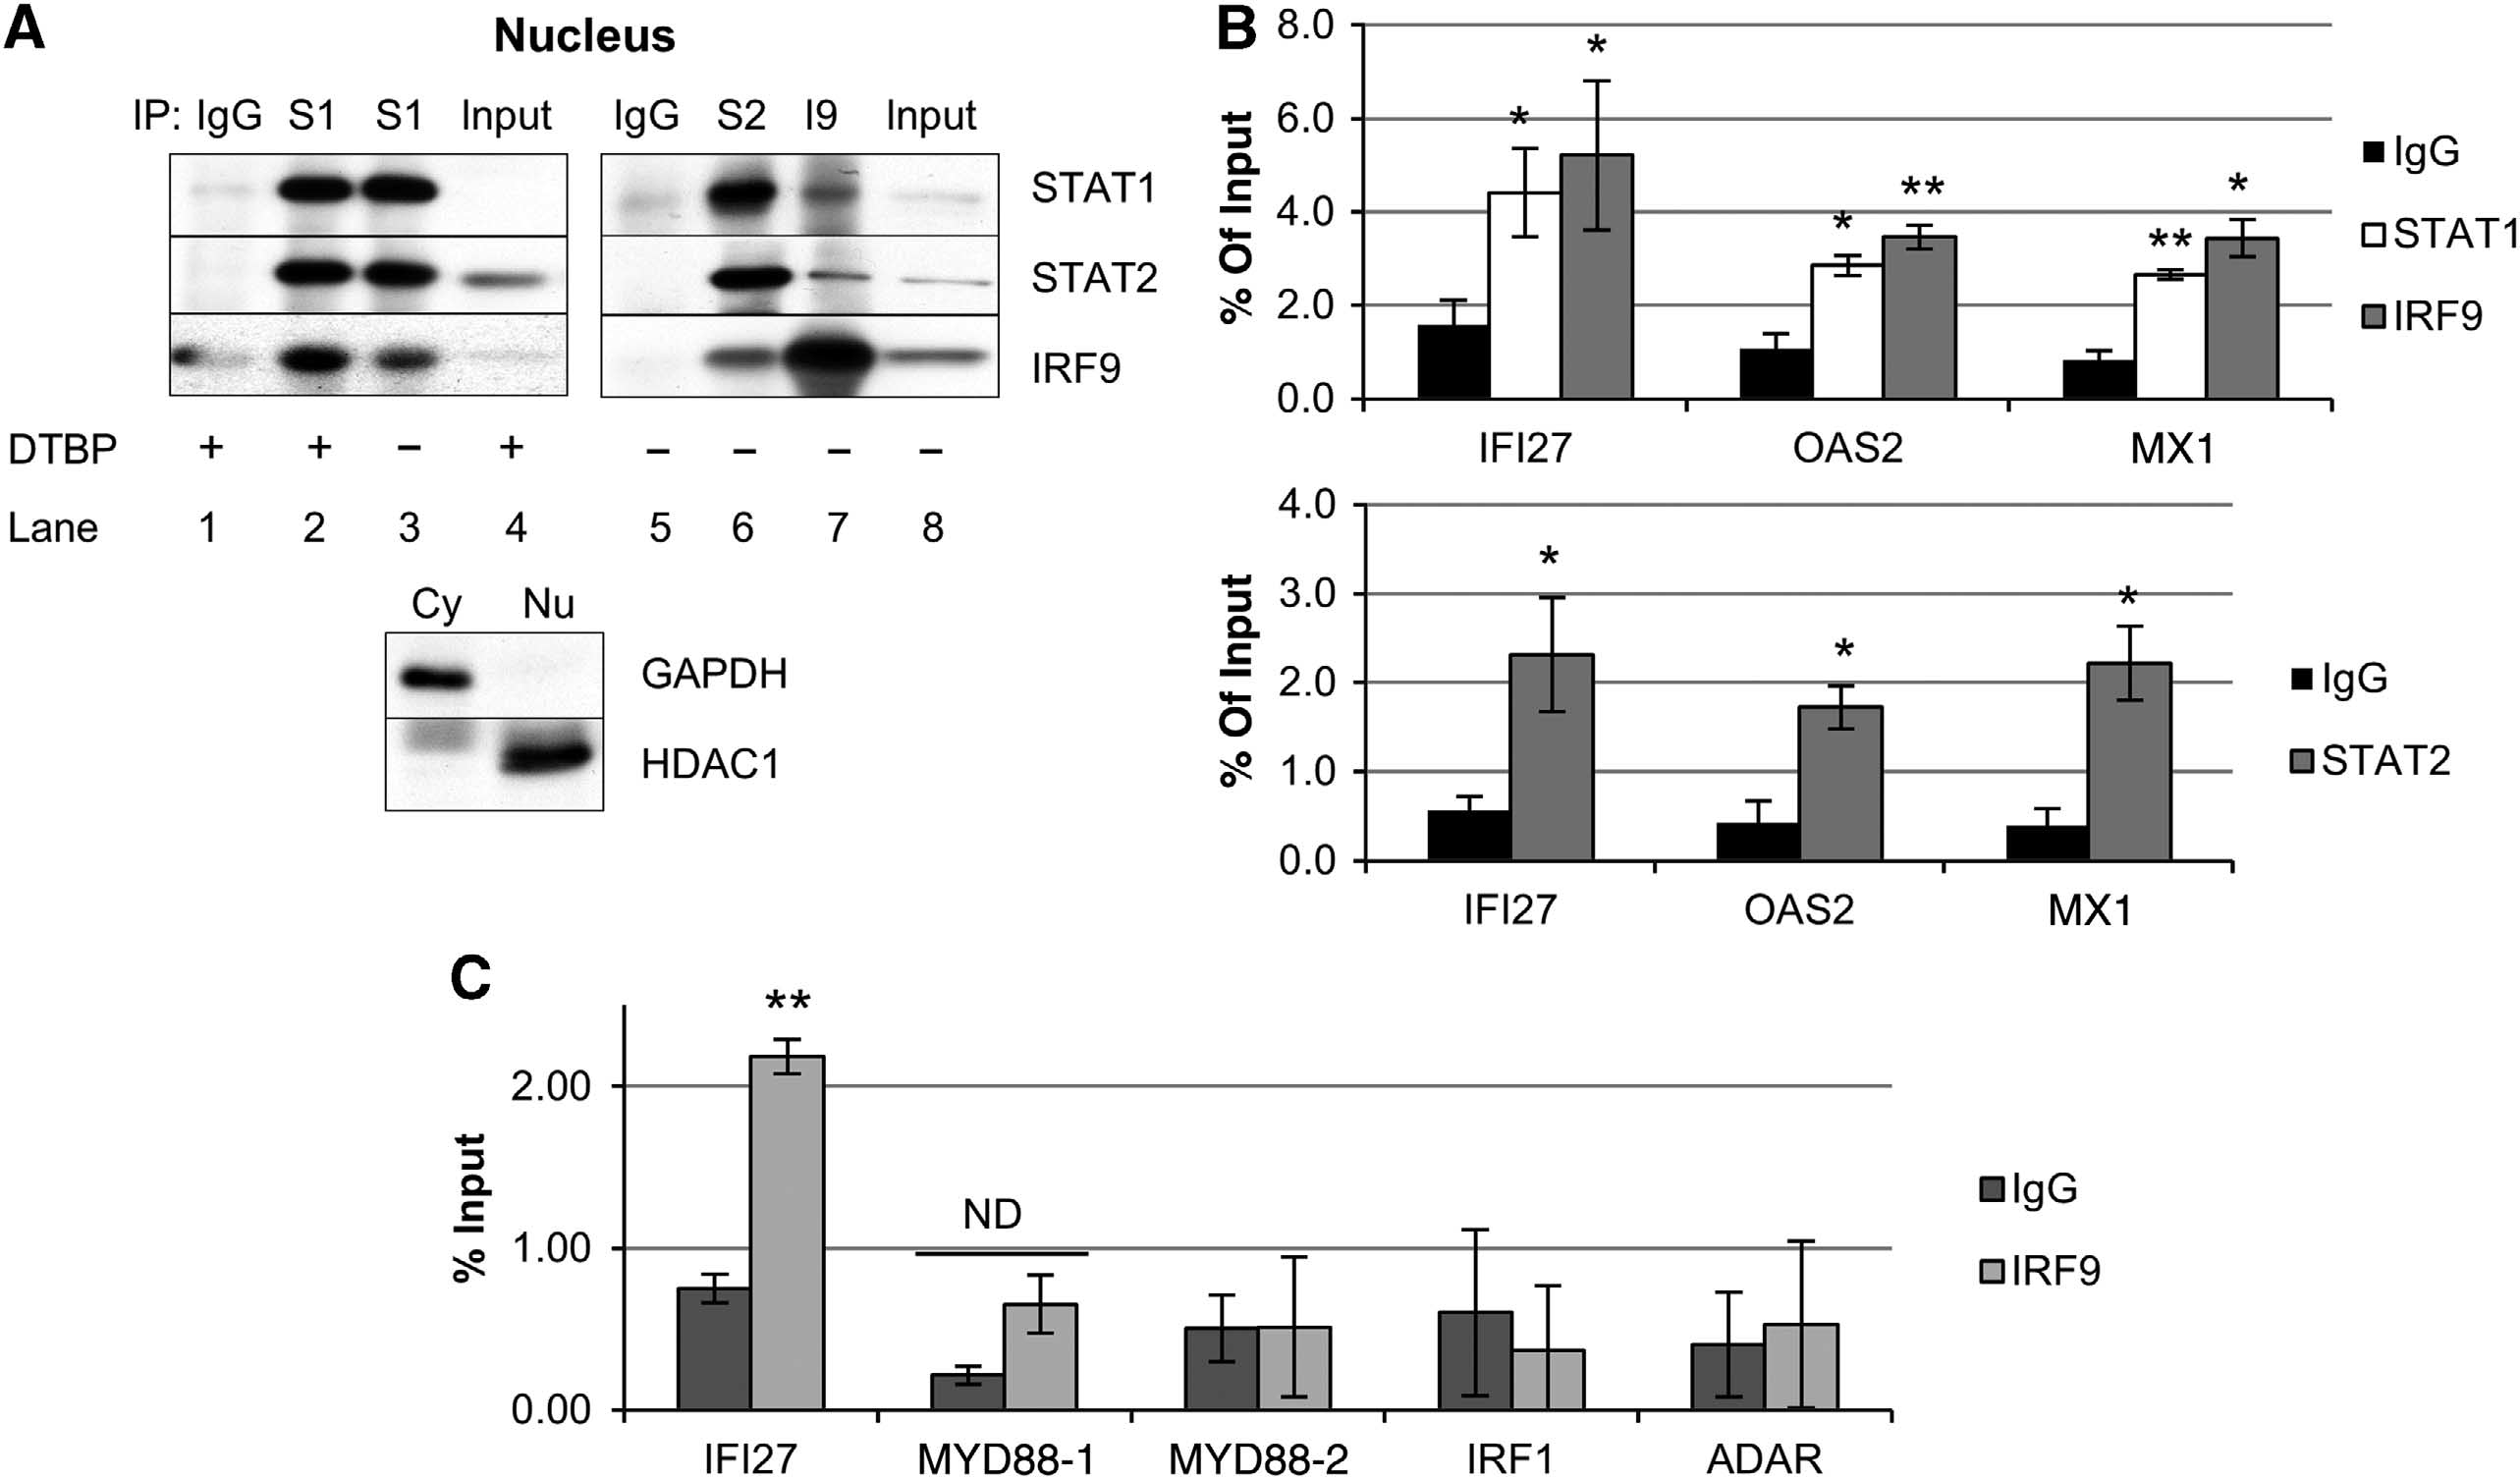 A
Nucleus
IP: IgG S1 S1 Input IgG S2 I9 Input
STAT1
STAT2
IRF9
DTBP + + − + − − − −
Lane 1 2 3 4 5 6 7 8
Cy Nu
GAPDH
HDAC1
B
% Of Input
8.0
6.0
4.0
2.0
0.0
* *
* **
** *
IFI27 OAS2 MX1
IgG
STAT1
IRF9
% Of Input
4.0
3.0
2.0
1.0
0.0
* * *
IFI27 OAS2 MX1
IgG
STAT2
C
% Input
2.00
1.00
0.00
**
ND
IFI27 MYD88-1 MYD88-2 IRF1 ADAR
IgG
IRF9